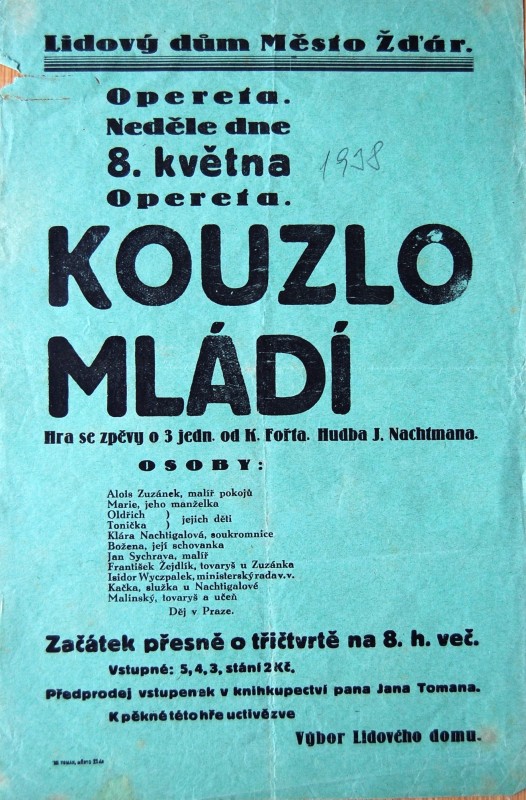 Lidový dům Město Žďár.
Opereta.
Neděle dne
8. května 1938
Opereta.
KOUZLO
MLÁDÍ
Hra se zpěvy o 3 jedn. od K. Fořta. Hudba J. Nachtmana.
OSOBY:
Alois Zuzánek, malíř pokojů
Marie, jeho manželka
Oldřich )
Tonička ) jejich děti
Klára Nachtigalová, soukromnice
Božena, její schovanka
Jan Sychrava, malíř
František Žejdlík, tovaryš u Zuzánka
Isidor Wyczpalek, ministerský rada v. v.
Kačka, služka u Nachtigalové
Malinský, tovaryš a učeň
Děj v Praze.
Začátek přesně o třičtvrtě na 8. h. več.
Vstupné: 5, 4, 3, stání 2 Kč.
Předprodej vstupenek v knihkupectví pana Jana Tomana.
K pěkné této hře uctivě zve
Výbor Lidového domu.